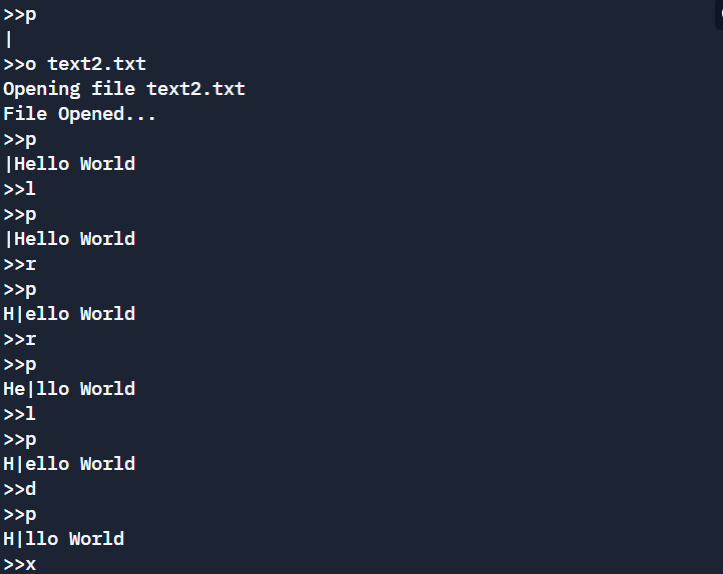 >>p
|
>>o text2.txt
Opening file text2.txt
File Opened...
>>p
|Hello World
>>l
>>p
|Hello World
>>r
>>p
H|ello World
>>r
>>p
He|llo World
>>l
>>p
H|ello World
>>d
>>p
H|llo World
>>x